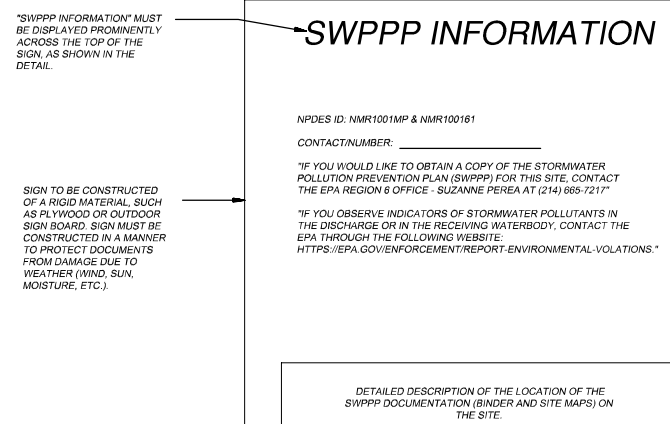 "SWPPP INFORMATION" MUST
BE DISPLAYED PROMINENTLY
ACROSS THE TOP OF THE
SIGN, AS SHOWN IN THE
DETAIL.
SWPPP INFORMATION
NPDES ID: NMR1001MP & NMR100161
CONTACT/NUMBER:
"IF YOU WOULD LIKE TO OBTAIN A COPY OF THE STORMWATER
POLLUTION PREVENTION PLAN (SWPPP) FOR THIS SITE, CONTACT
THE EPA REGION 6 OFFICE - SUZANNE PEREA AT (214) 665-7217"
SIGN TO BE CONSTRUCTED
OF A RIGID MATERIAL, SUCH
AS PLYWOOD OR OUTDOOR
SIGN BOARD. SIGN MUST BE
CONSTRUCTED IN A MANNER
TO PROTECT DOCUMENTS
FROM DAMAGE DUE TO
WEATHER (WIND, SUN,
MOISTURE, ETC.).
"IF YOU OBSERVE INDICATORS OF STORMWATER POLLUTANTS IN
THE DISCHARGE OR IN THE RECEIVING WATERBODY, CONTACT THE
EPA THROUGH THE FOLLOWING WEBSITE:
HTTPS://EPA.GOV/ENFORCEMENT/REPORT-ENVIRONMENTAL-VOLATIONS."
DETAILED DESCRIPTION OF THE LOCATION OF THE
SWPPP DOCUMENTATION (BINDER AND SITE MAPS) ON
THE SITE.